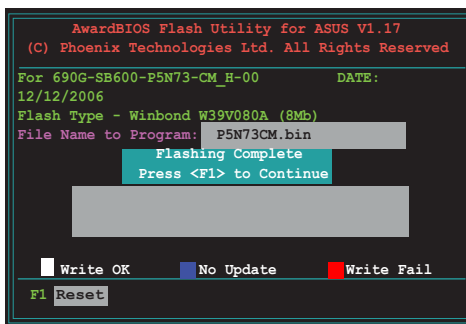 AwardBIOS Flash Utility for ASUS V1.17
(C) Phoenix Technologies Ltd. All Rights Reserved
For 690G-SB600-P5N73-CM_H-00 DATE:
12/12/2006
Flash Type - Winbond W39V080A (8Mb)
File Name to Program: P5N73CM.bin
Flashing Complete
Press <F1> to Continue
Write OK No Update Write Fail
F1 Reset